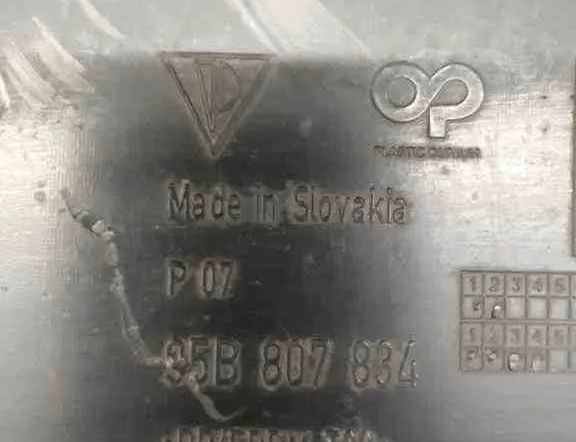 PLASTIC OMNIUM
Made in Slovakia
P 07
95B 807 834
1 2 3 4 5
1 2 3 4 5